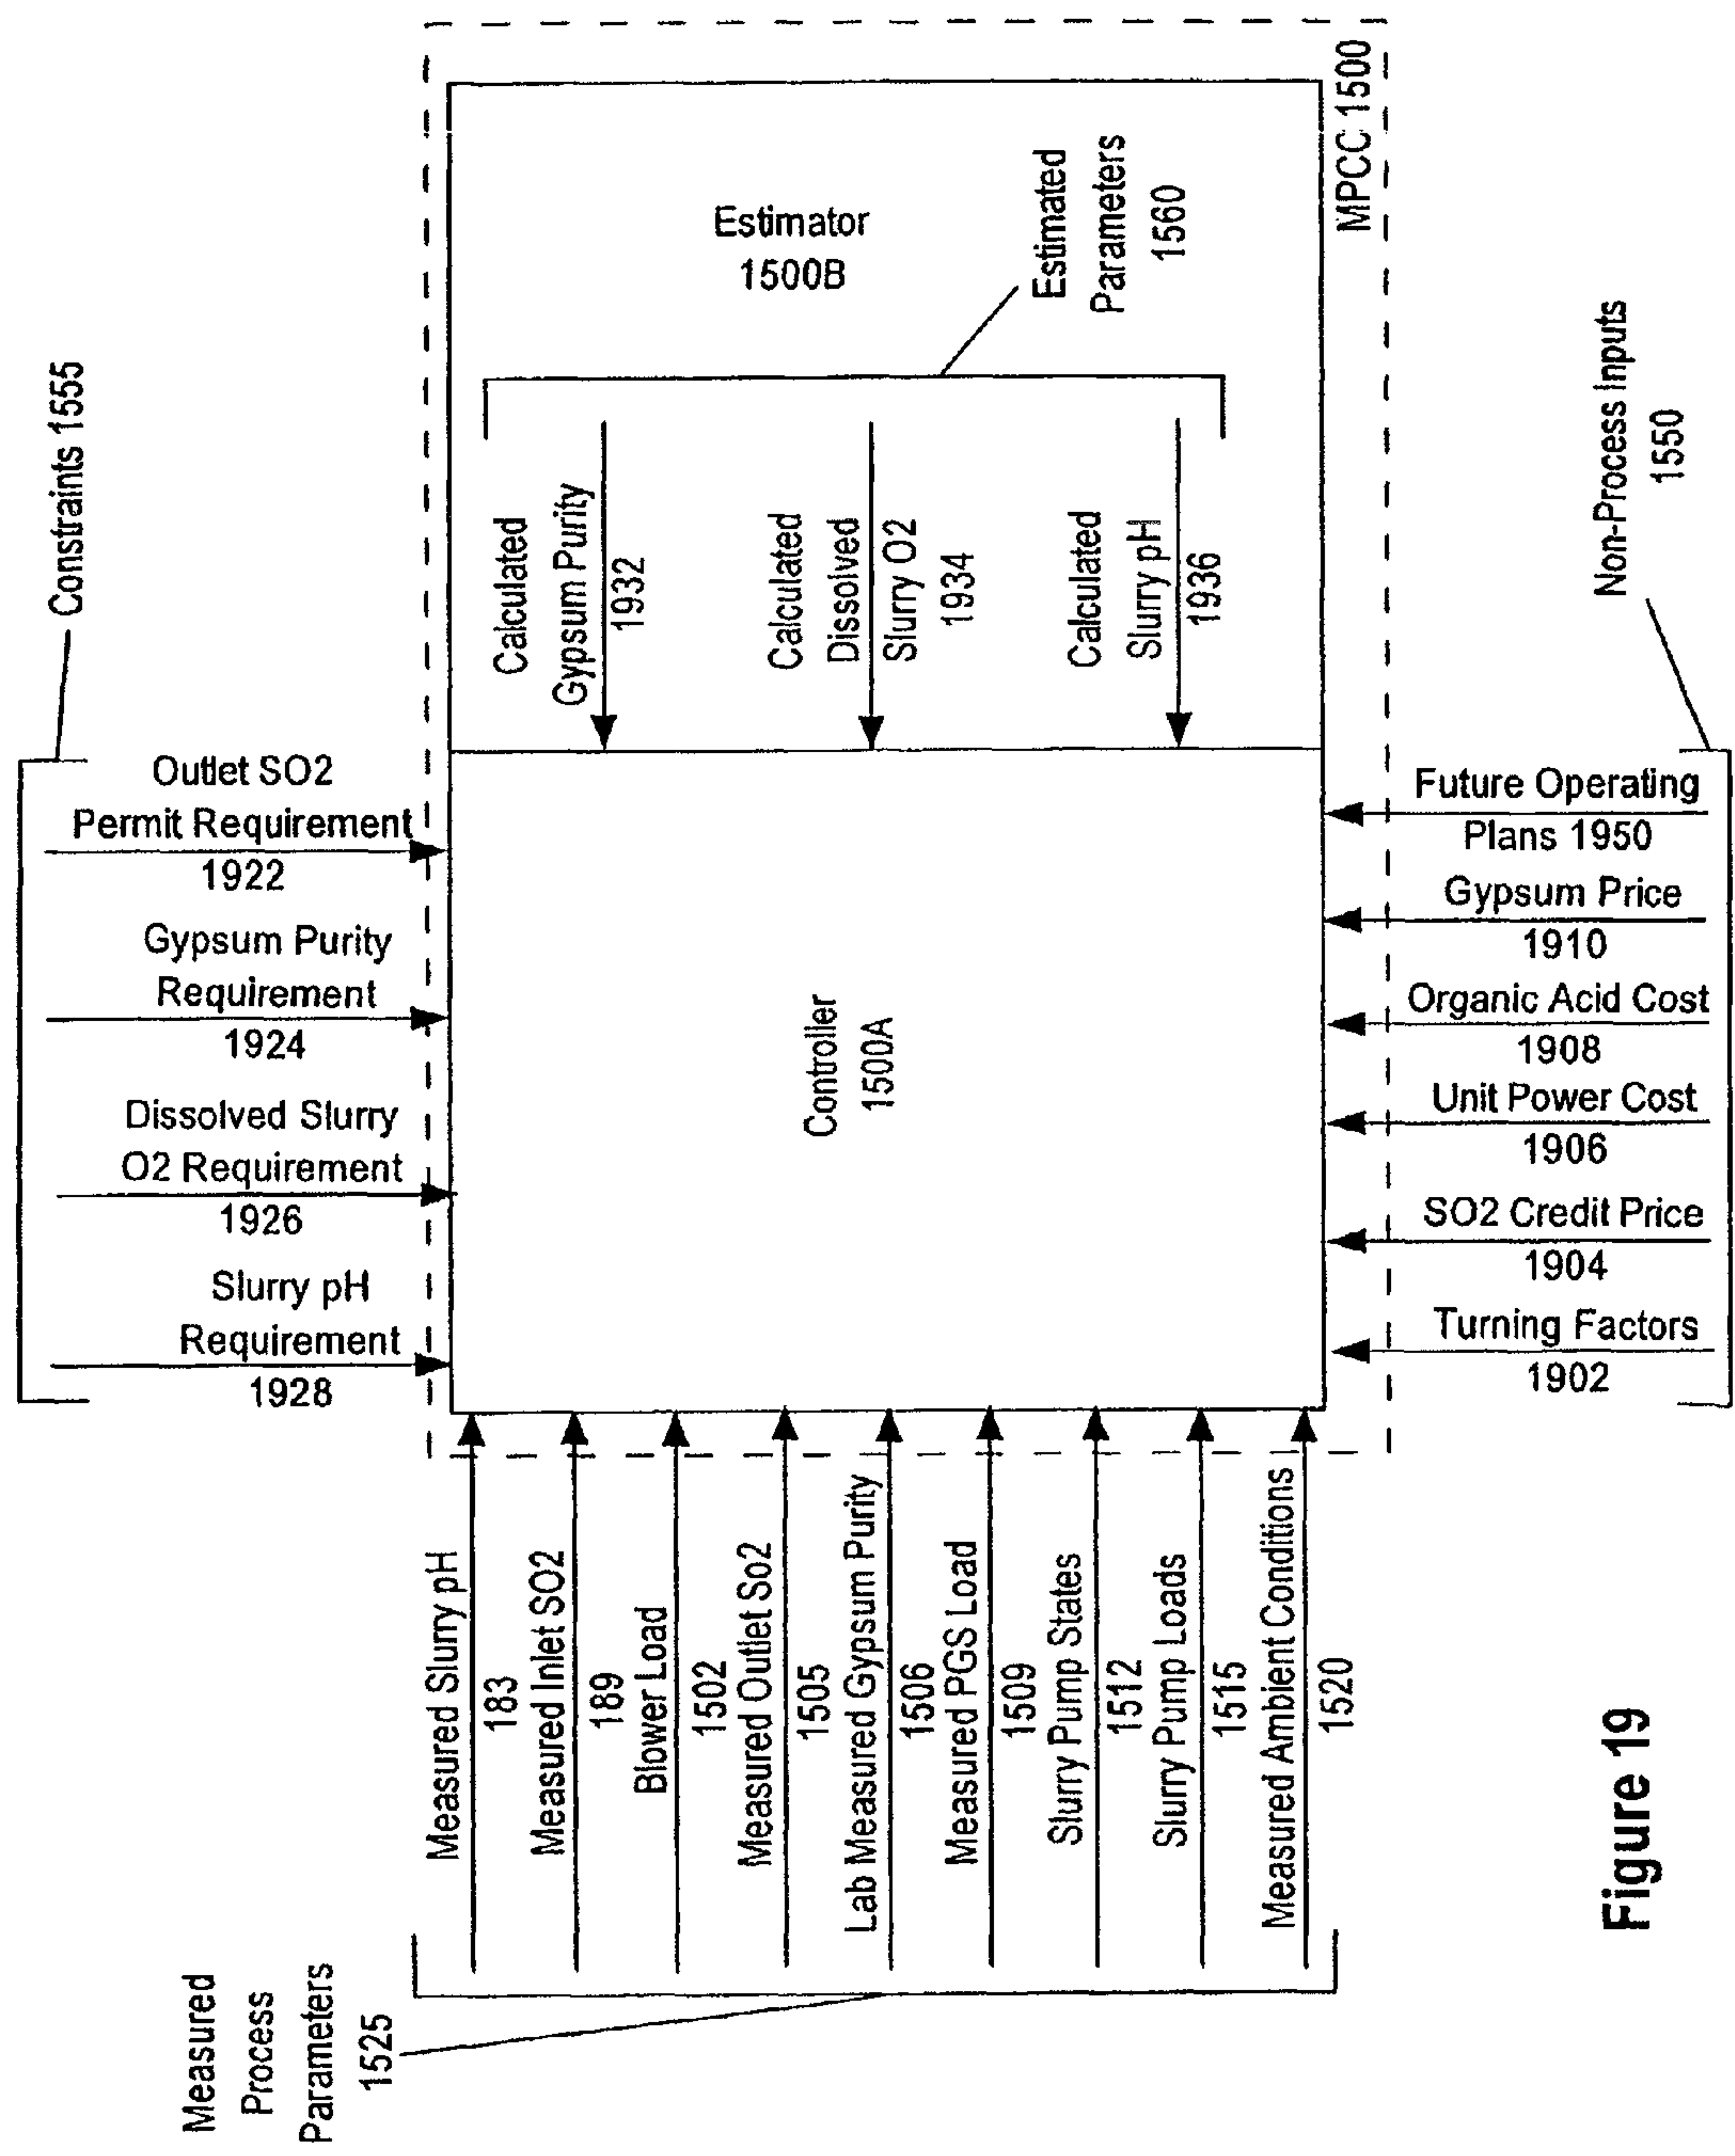 Constraints 1555
Outlet SO2
Permit Requirement
1922
Gypsum Purity
Requirement
1924
Dissolved Slurry
O2 Requirement
1926
Slurry pH
Requirement
1928
Measured
Process
Parameters
1525
Measured Slurry pH
183
Measured Inlet SO2
189
Blower Load
1502
Measured Outlet So2
1505
Lab Measured Gypsum Purity
1506
Measured PGS Load
1509
Slurry Pump States
1512
Slurry Pump Loads
1515
Measured Ambient Conditions
1520
Controller
1500A
Calculated
Gypsum Purity
1932
Calculated
Dissolved
Slurry O2
1934
Calculated
Slurry pH
1936
Estimator
1500B
Estimated
Parameters
1560
MPCC 1500
Future Operating
Plans 1950
Gypsum Price
1910
Organic Acid Cost
1908
Unit Power Cost
1906
SO2 Credit Price
1904
Turning Factors
1902
Non-Process Inputs
1550
Figure 19